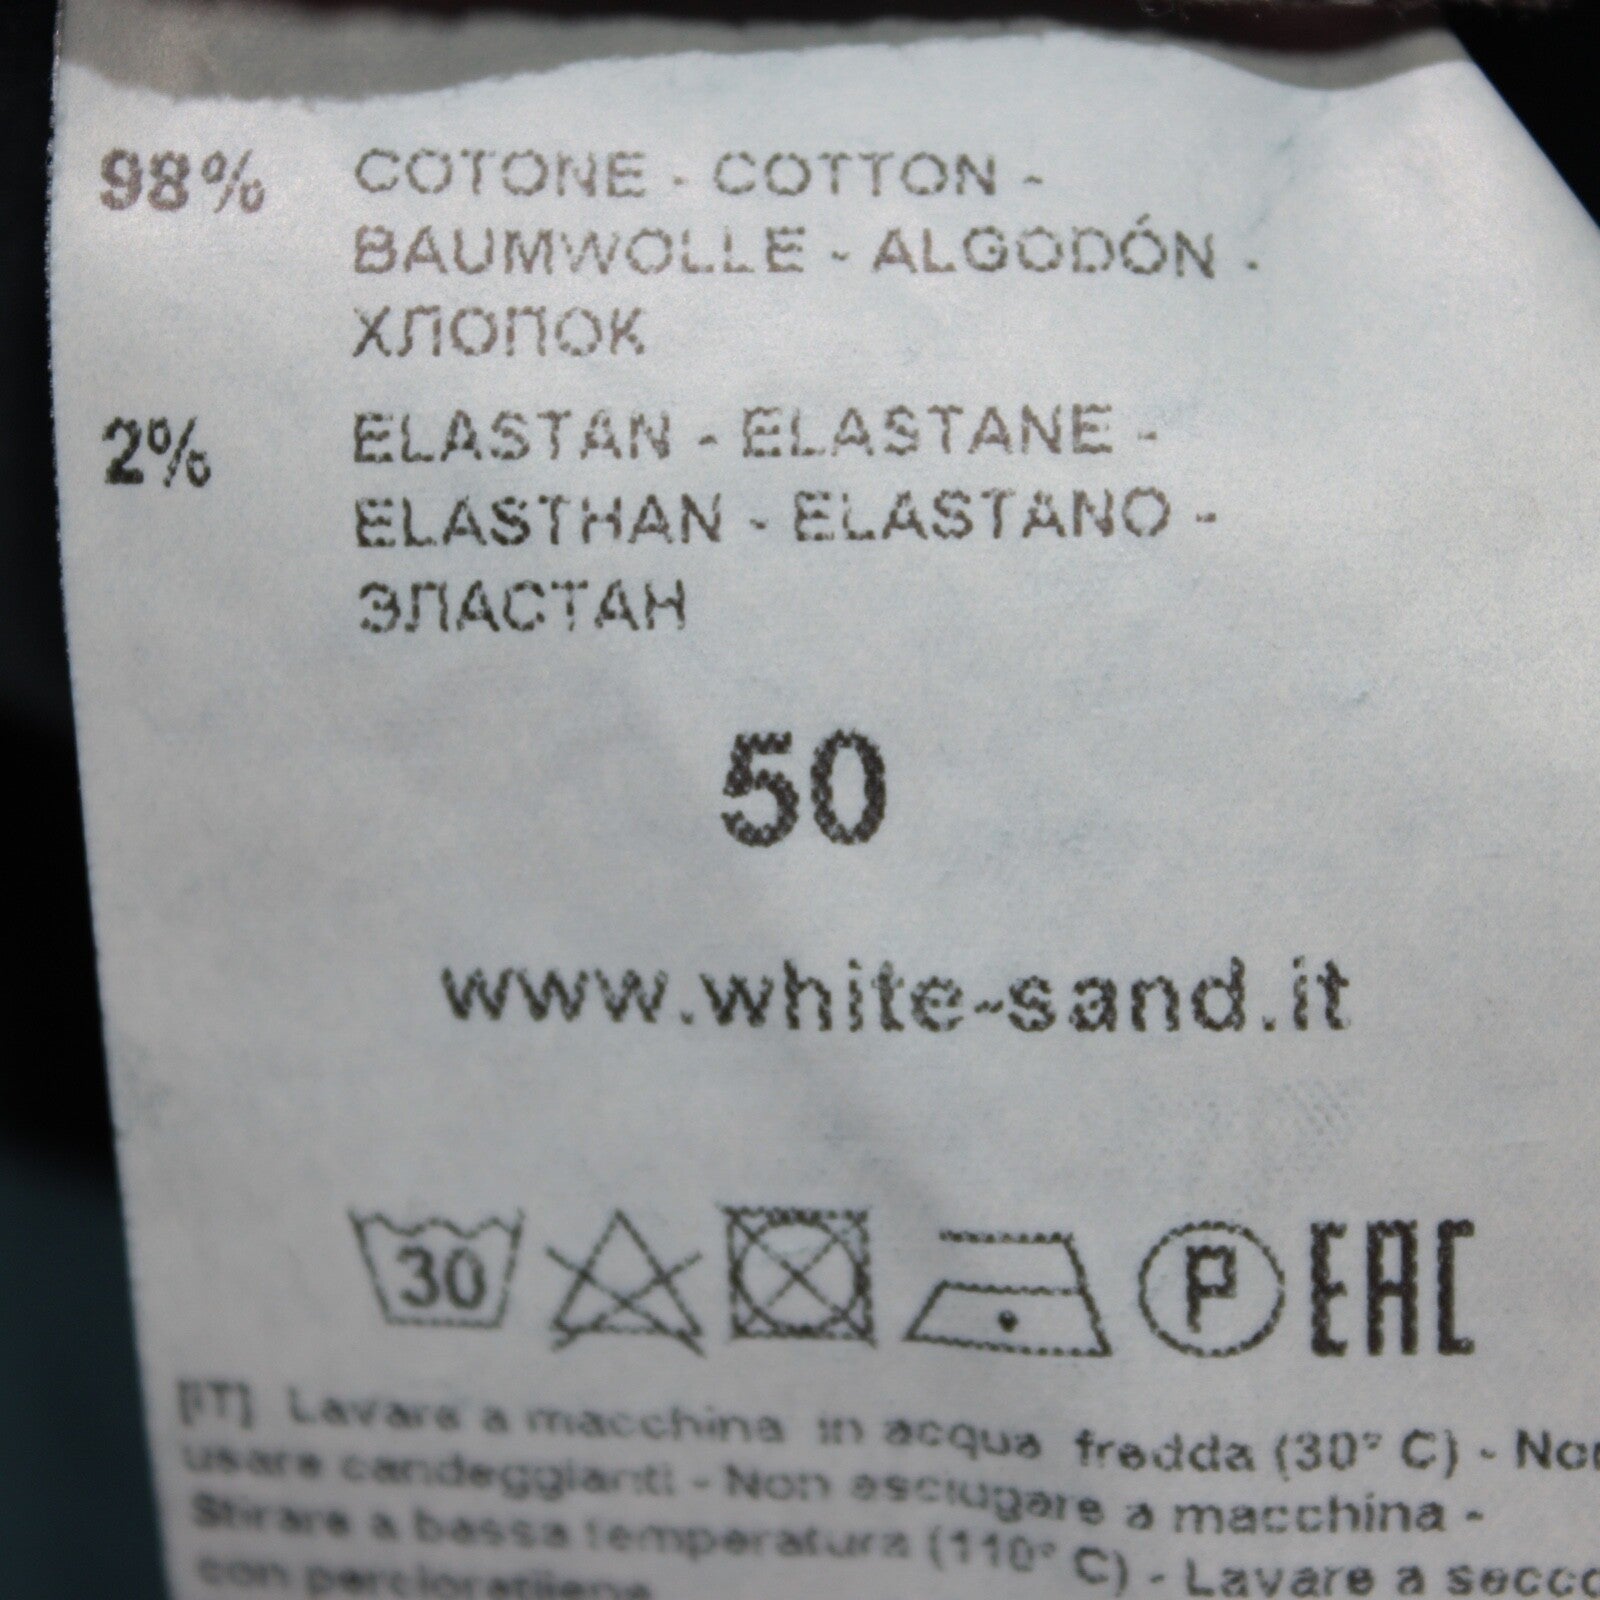 98% COTONE - COTTON -
BAUMWOLLE - ALGODÓN -
ХЛОПОК
2% ELASTAN - ELASTANE -
ELASTHAN - ELASTANO -
ЭЛАСТАН
50
www.white-sand.it
30 P EAC
[IT] Lavare a macchina in acqua fredda (30° C) - Non
usare candeggianti - Non asciugare a macchina -
Stirare a bassa temperatura (110° C) - Lavare a secco
con percloratilene